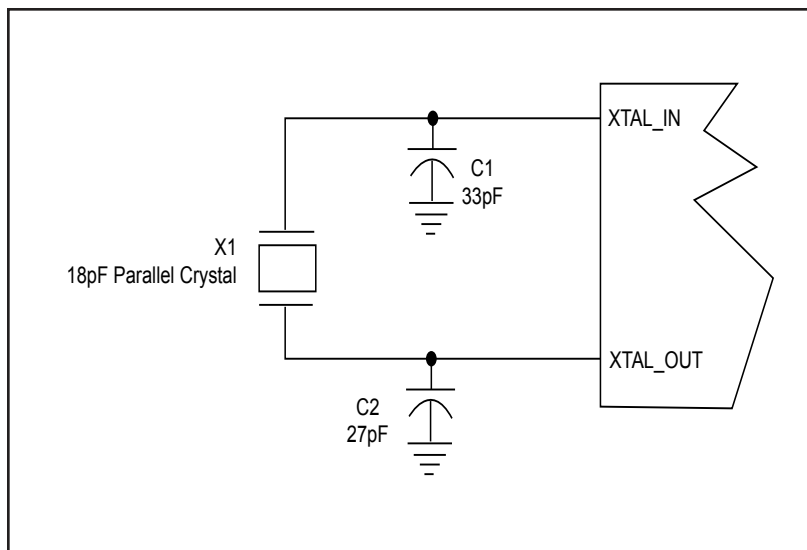 XTAL_IN
C1
33pF
X1
18pF Parallel Crystal
XTAL_OUT
C2
27pF